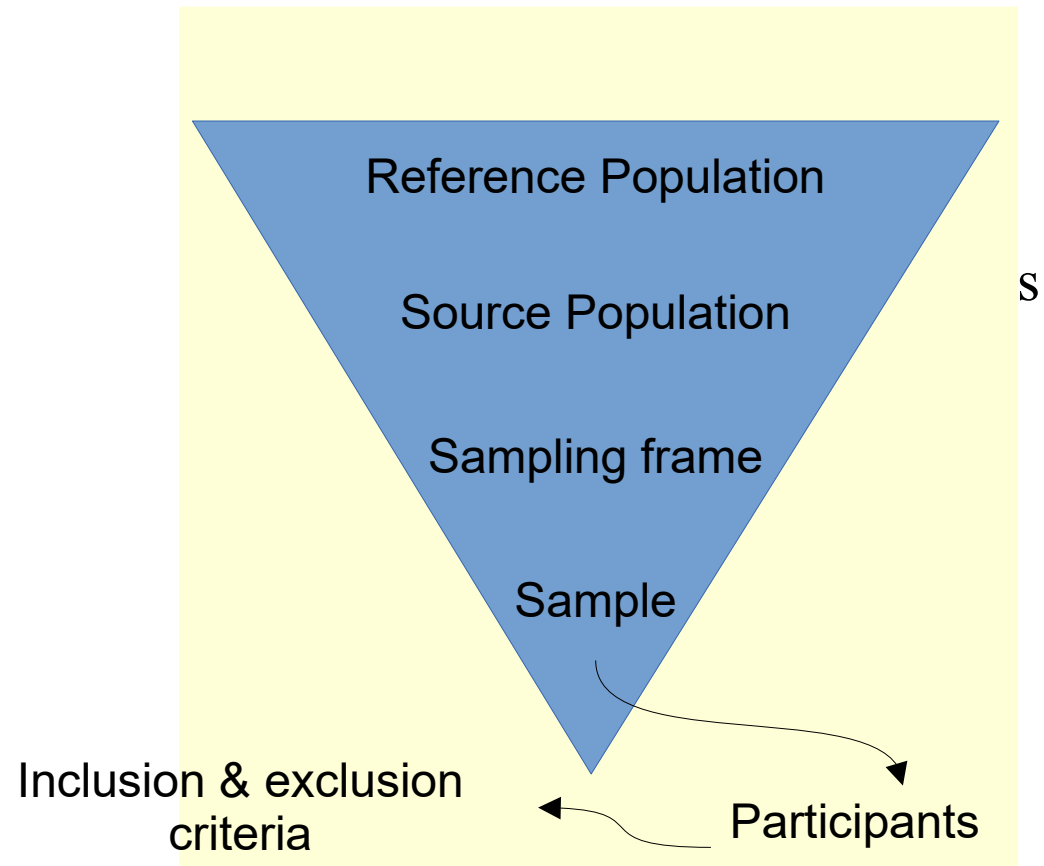 Reference Population
s
Source Population
Sampling frame
Sample
Inclusion & exclusion
criteria
Participants